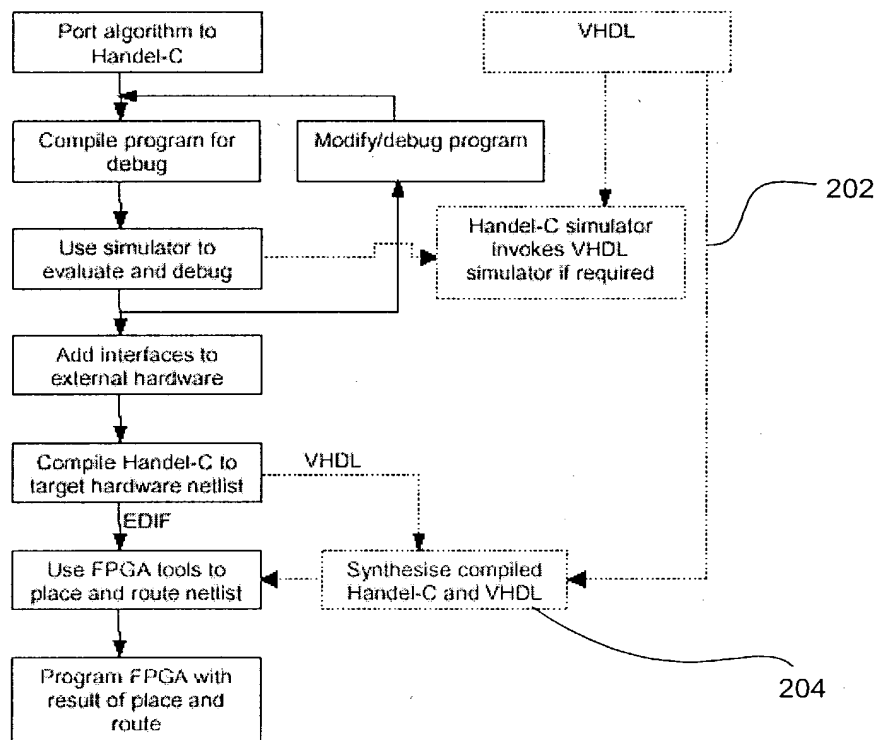 Port algorithm to
Handel-C
VHDL
Compile program for
debug
Modify/debug program
202
Handel-C simulator
invokes VHDL
simulator if required
Use simulator to
evaluate and debug
Add interfaces to
external hardware
Compile Handel-C to
target hardware netlist
VHDL
EDIF
Use FPGA tools to
place and route netlist
Synthesise compiled
Handel-C and VHDL
204
Program FPGA with
result of place and
route